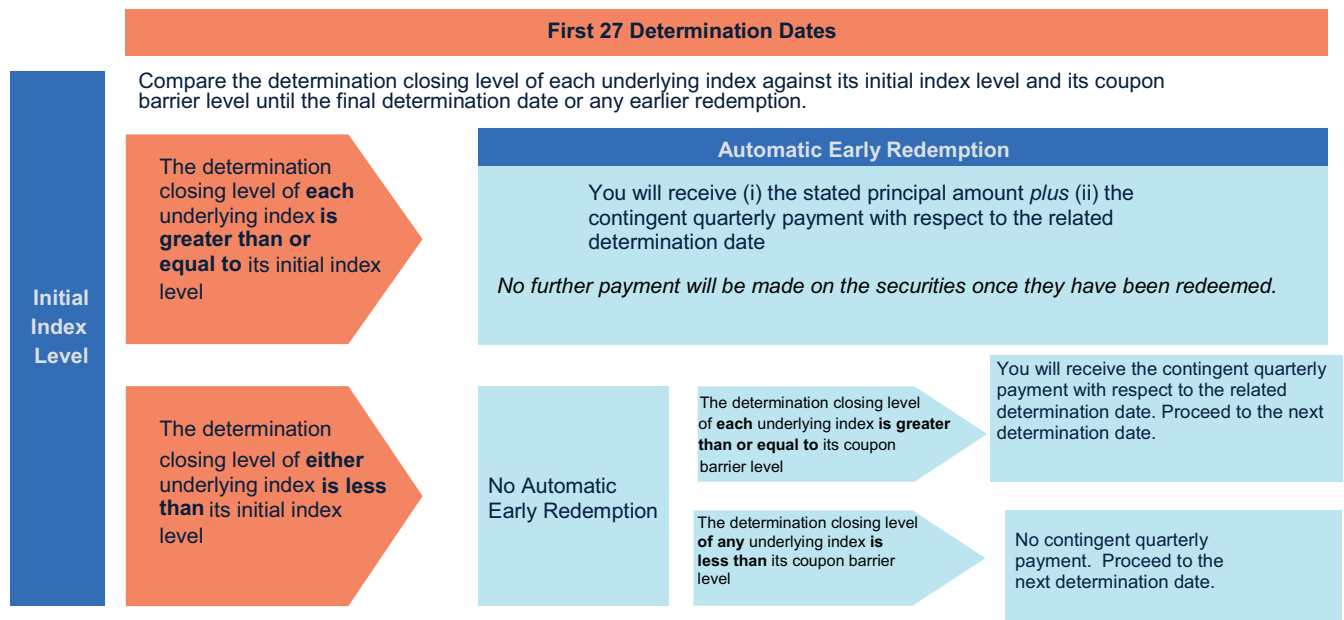 First 27 Determination Dates
Compare the determination closing level of each underlying index against its initial index level and its coupon
barrier level until the final determination date or any earlier redemption.
Initial
Index
Level
The determination
closing level of each
underlying index is
greater than or
equal to its initial index
level
Automatic Early Redemption
You will receive (i) the stated principal amount plus (ii) the
contingent quarterly payment with respect to the related
determination date
No further payment will be made on the securities once they have been redeemed.
The determination
closing level of either
underlying index is less
than its initial index
level
No Automatic
Early Redemption
The determination closing level
of each underlying index is greater
than or equal to its coupon
barrier level
You will receive the contingent quarterly
payment with respect to the related
determination date. Proceed to the next
determination date.
The determination closing level
of any underlying index is
less than its coupon barrier
level
No contingent quarterly
payment.  Proceed to the
next determination date.